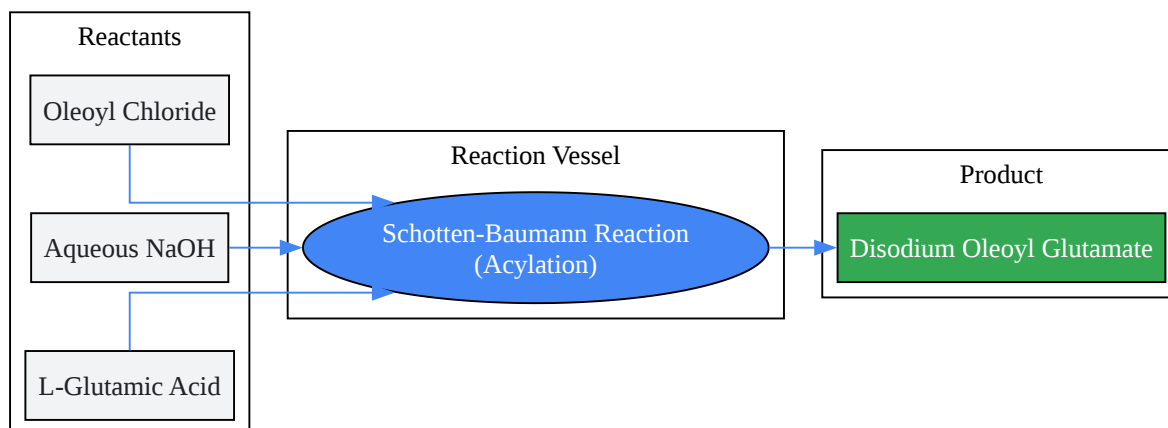 Reactants
Oleoyl Chloride
Aqueous NaOH
L-Glutamic Acid
Reaction Vessel
Schotten-Baumann Reaction
(Acylation)
Product
Disodium Oleoyl Glutamate